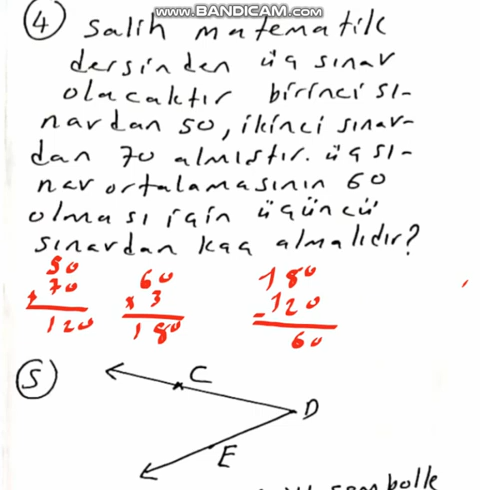 www.BANDICAM.com
④ Salih matematik
dersinden üç sınav
olacaktır birinci sı-
navdan 50, ikinci sınav-
dan 70 almıştır. üç sı-
nav ortalamasının 60
olması için üçüncü
sınavdan kaç almalıdır?
50 60 180
+ 70 x 3 - 120
120 180 60
⑤ C
D
E
sembolle